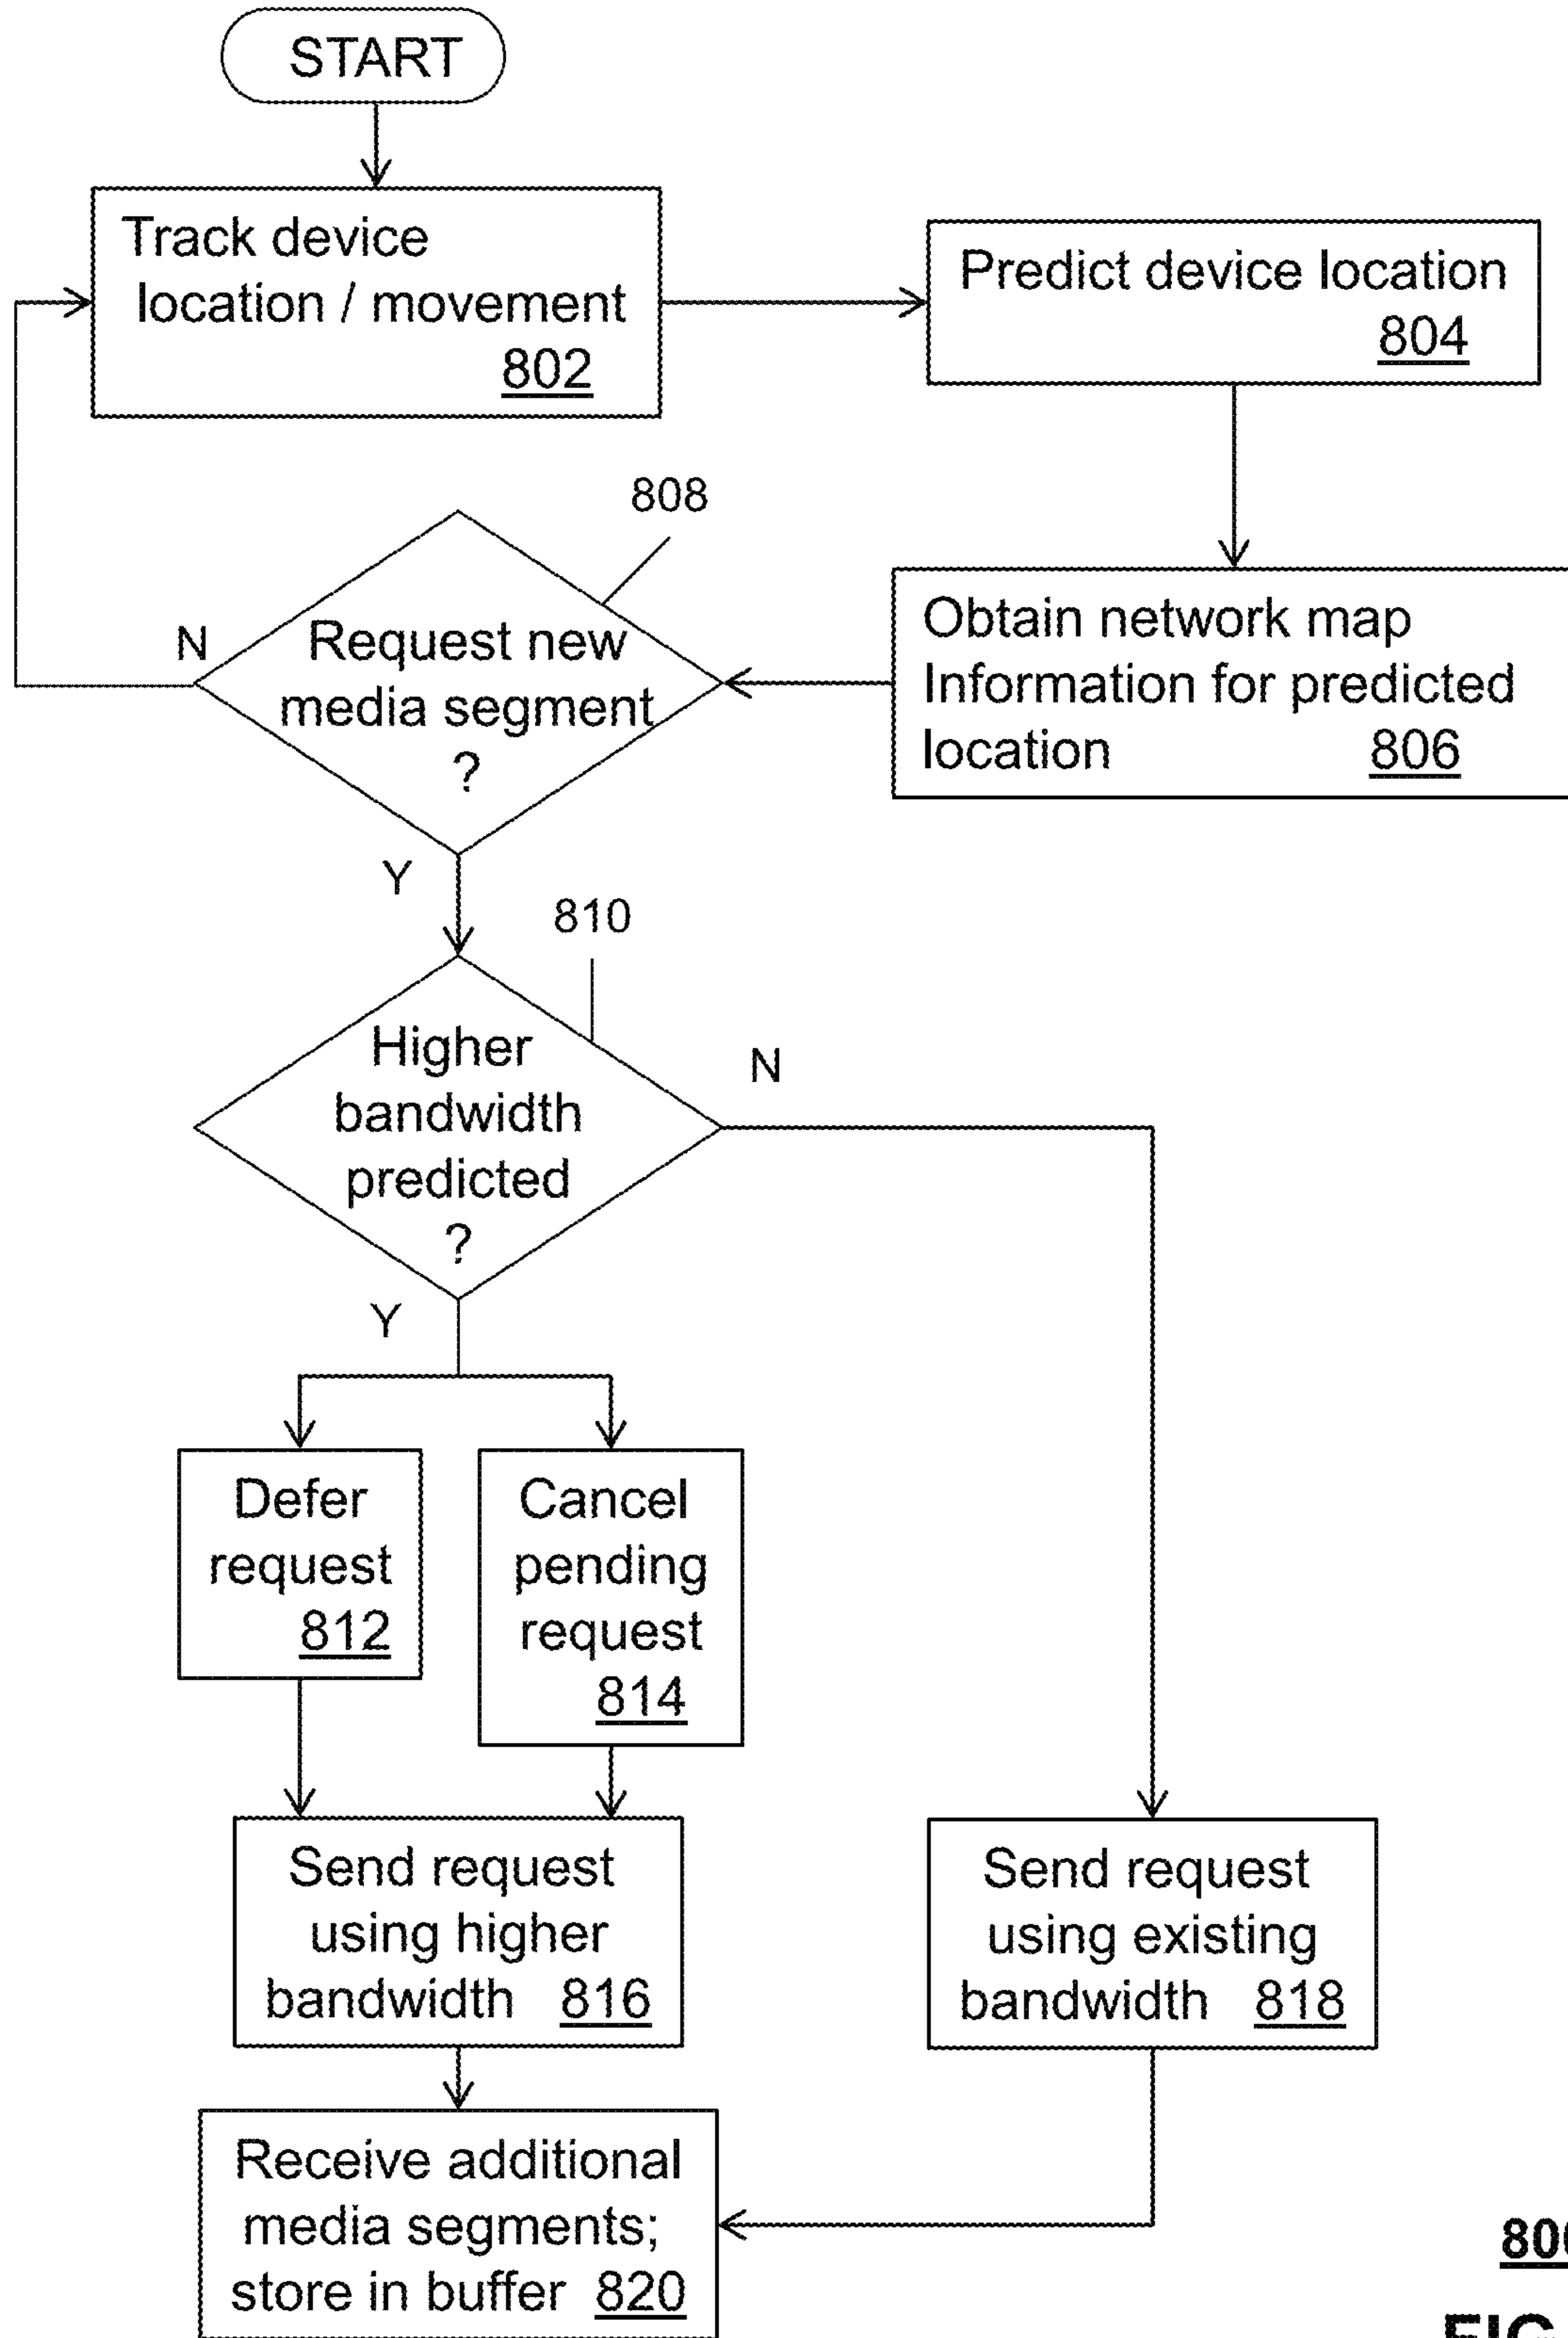 START
Track device
location / movement
802
Predict device location
804
808
Obtain network map
Information for predicted
location 806
N
Request new
media segment
?
Y
810
Higher
bandwidth
predicted
?
N
Y
Defer
request
812
Cancel
pending
request
814
Send request
using higher
bandwidth 816
Send request
using existing
bandwidth 818
Receive additional
media segments;
store in buffer 820